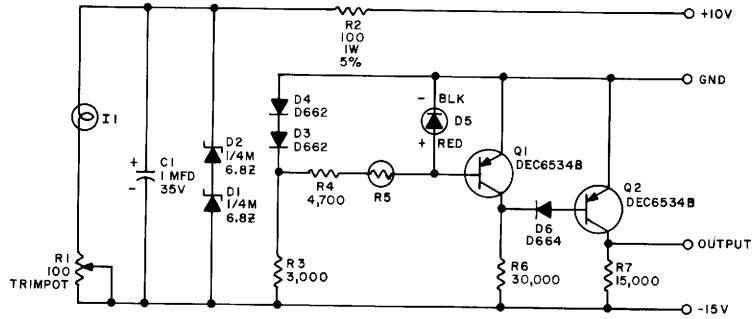 +10V
R2
100
1W
5%
GND
D4
D662
D3
D662
- BLK
D5
+ RED
I1
+
C1
1 MFD
35V
-
D2
1/4M
6.8Z
D1
1/4M
6.8Z
R4
4,700
R5
Q1
DEC6534B
Q2
DEC6534B
D6
D664
OUTPUT
R1
100
TRIMPOT
R3
3,000
R6
30,000
R7
15,000
-15V